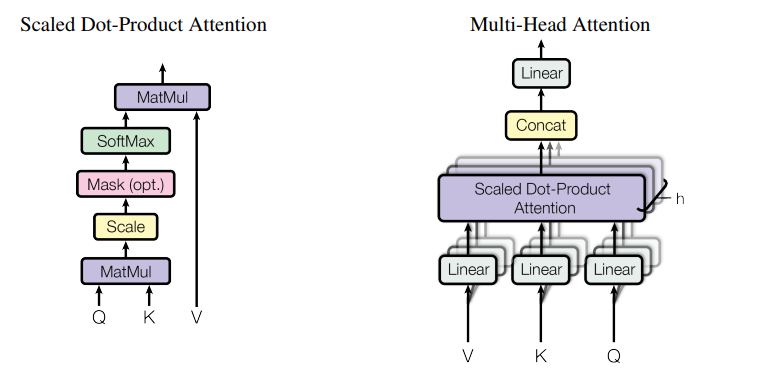 Scaled Dot-Product Attention
MatMul
SoftMax
Mask (opt.)
Scale
MatMul
Q K V
Multi-Head Attention
Linear
Concat
Scaled Dot-Product
Attention
h
Linear Linear Linear
V K Q